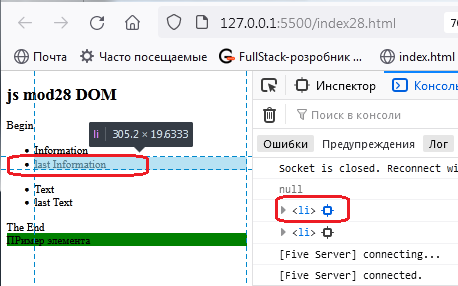 127.0.0.1:5500/index28.html
Почта Часто посещаемые FullStack-розробник index.html
js mod28 DOM
Begin
li 305.2 × 19.6333
Information
last Information
Text
last Text
The End
ПРимер элемента
Инспектор Консоль
Поиск в консоли
Ошибки Предупреждения Лог
Socket is closed. Reconnect wi
null
<li>
<li>
[Five Server] connecting...
[Five Server] connected.